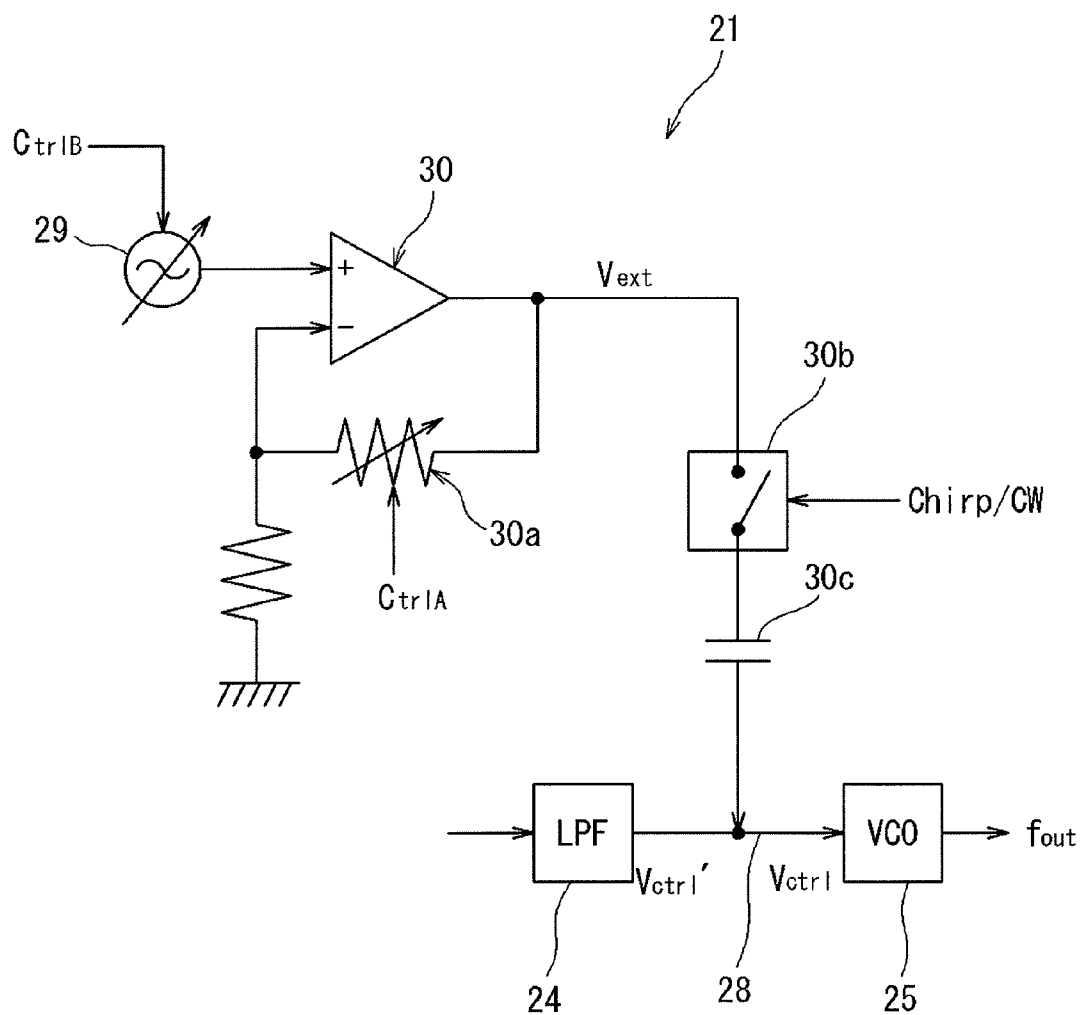 21
CtrlB
29
30
+
-
Vext
30b
Chirp/CW
30a
CtrlA
30c
LPF
VCO
fout
Vctrl′
Vctrl
24
28
25